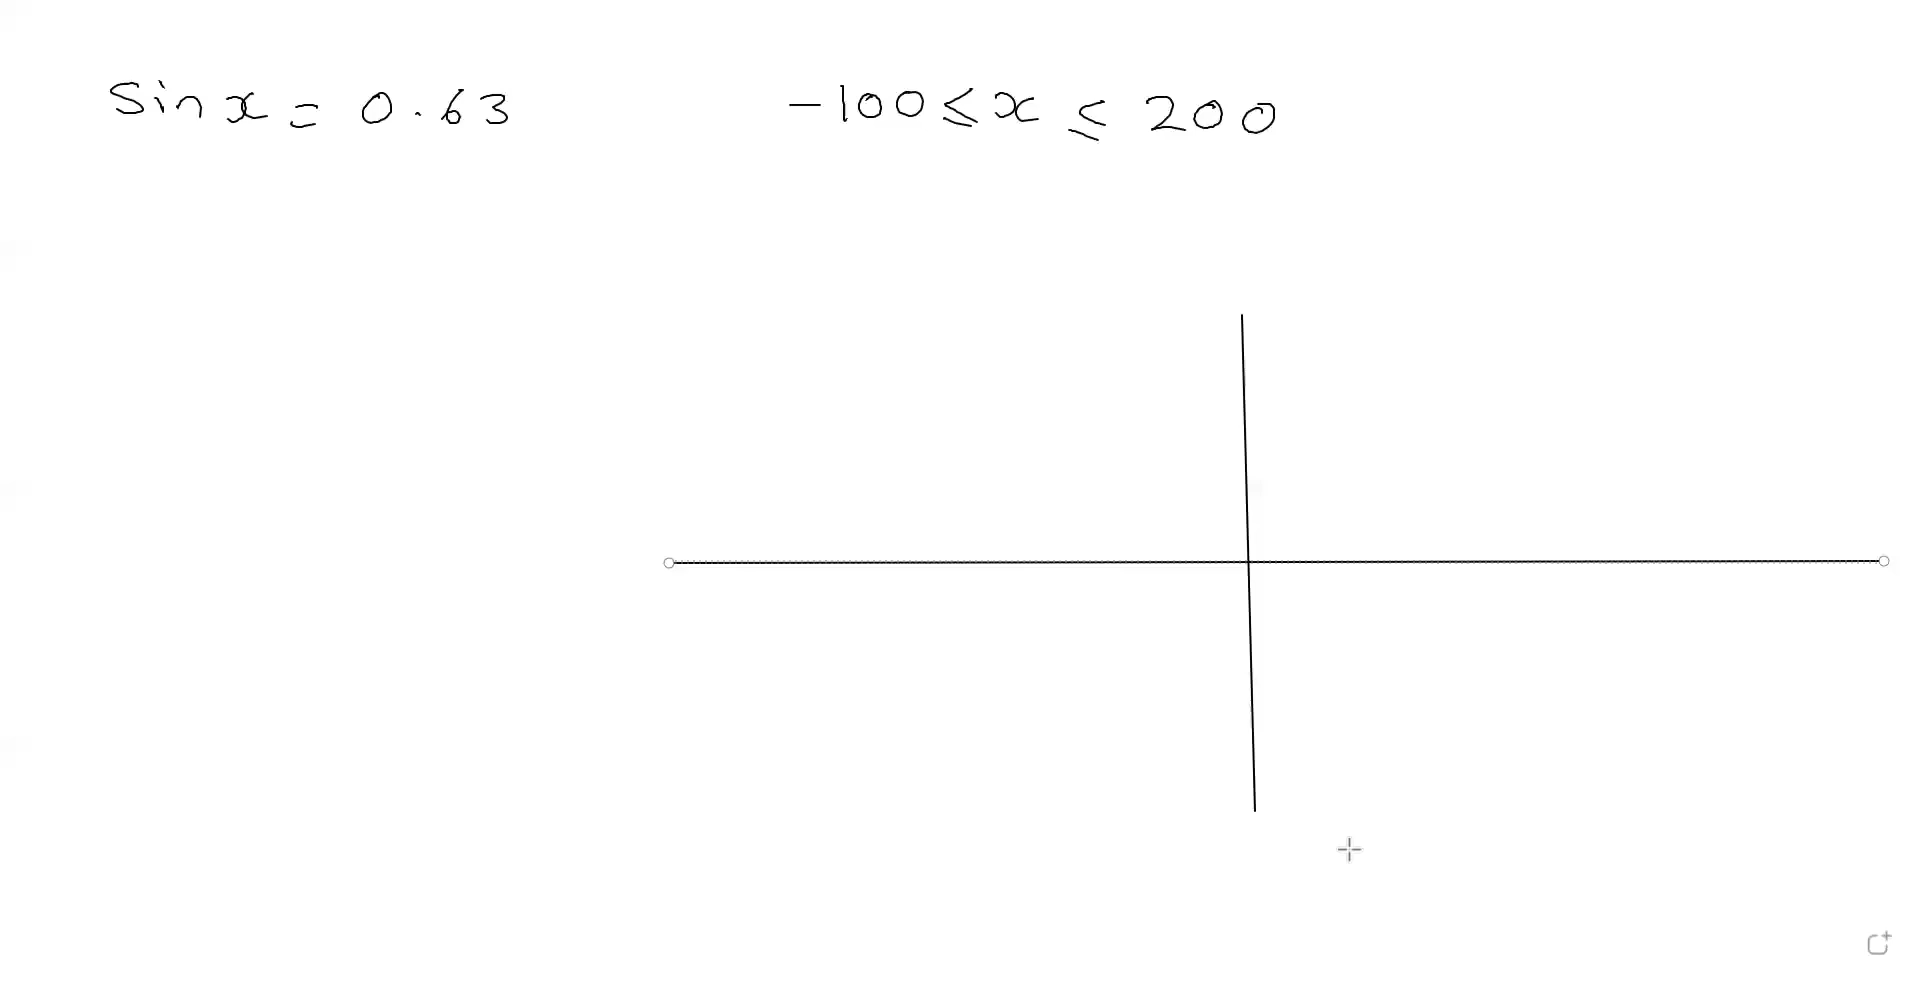 Sin x = 0.63 -100 ≤ x ≤ 200